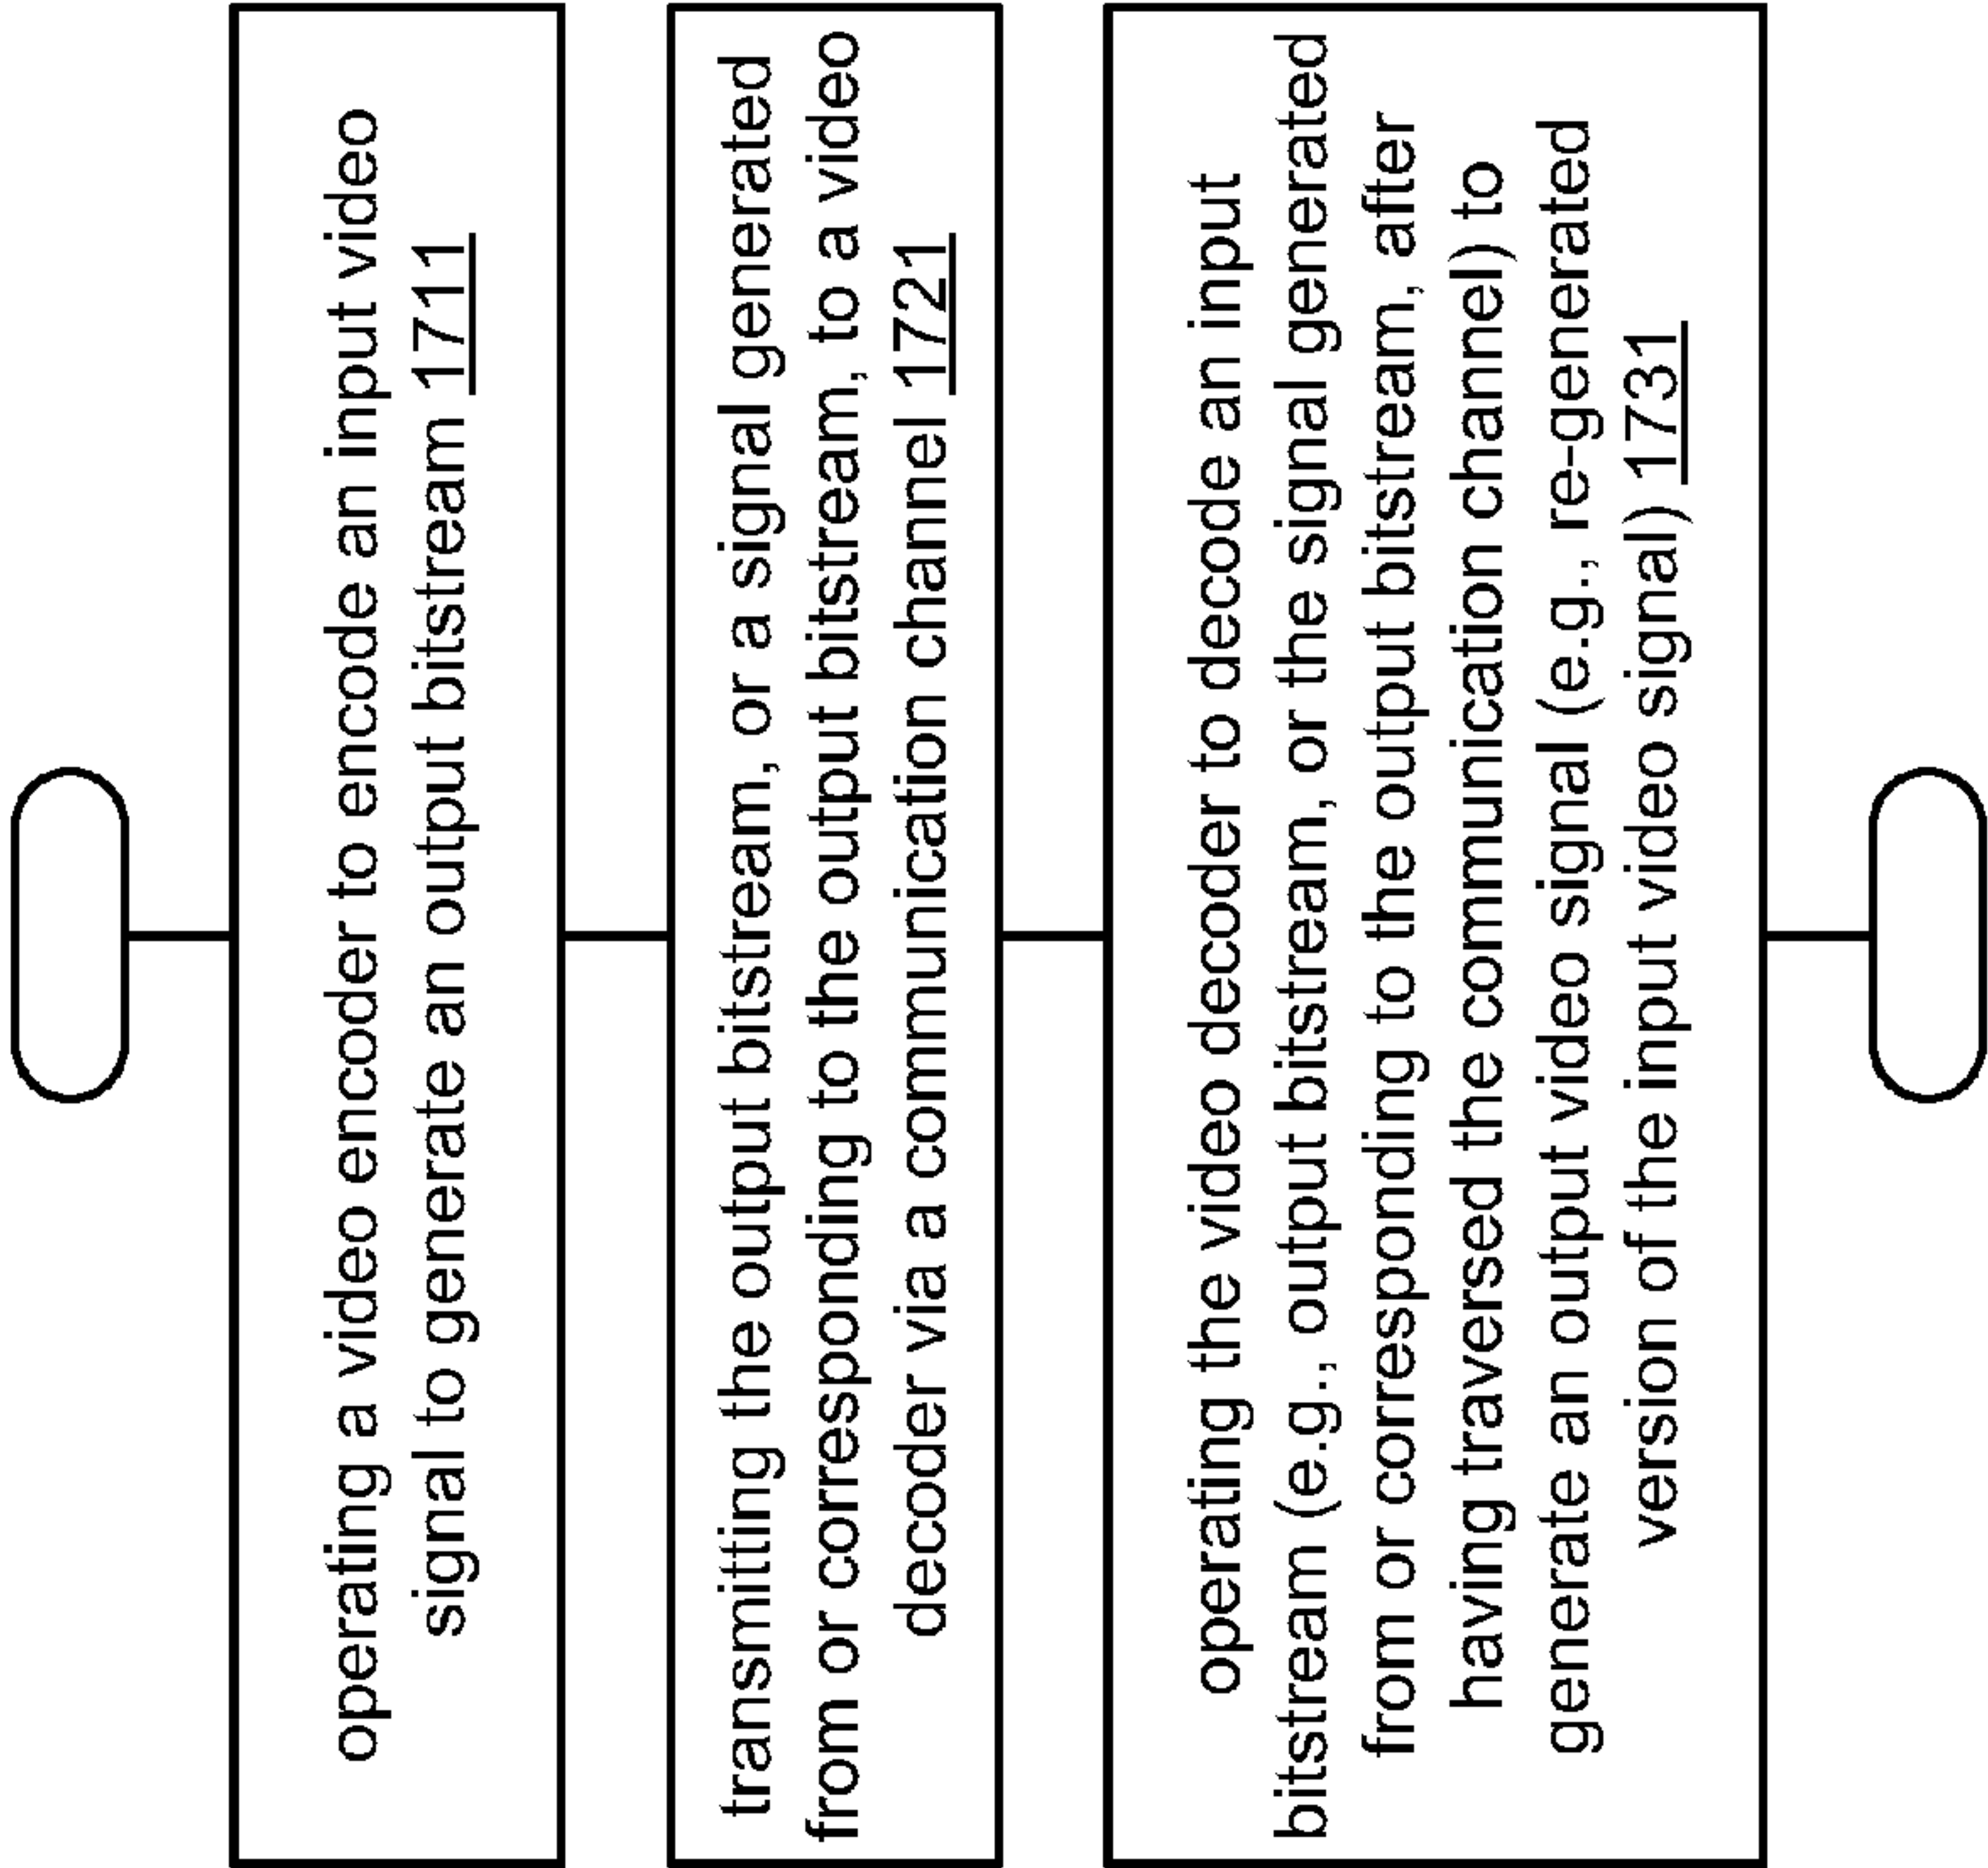 operating a video encoder to encode an input video
signal to generate an output bitstream 1711
transmitting the output bitstream, or a signal generated
from or corresponding to the output bitstream, to a video
decoder via a communication channel 1721
operating the video decoder to decode an input
bitstream (e.g., output bitstream, or the signal generated
from or corresponding to the output bitstream, after
having traversed the communication channel) to
generate an output video signal (e.g., re-generated
version of the input video signal) 1731